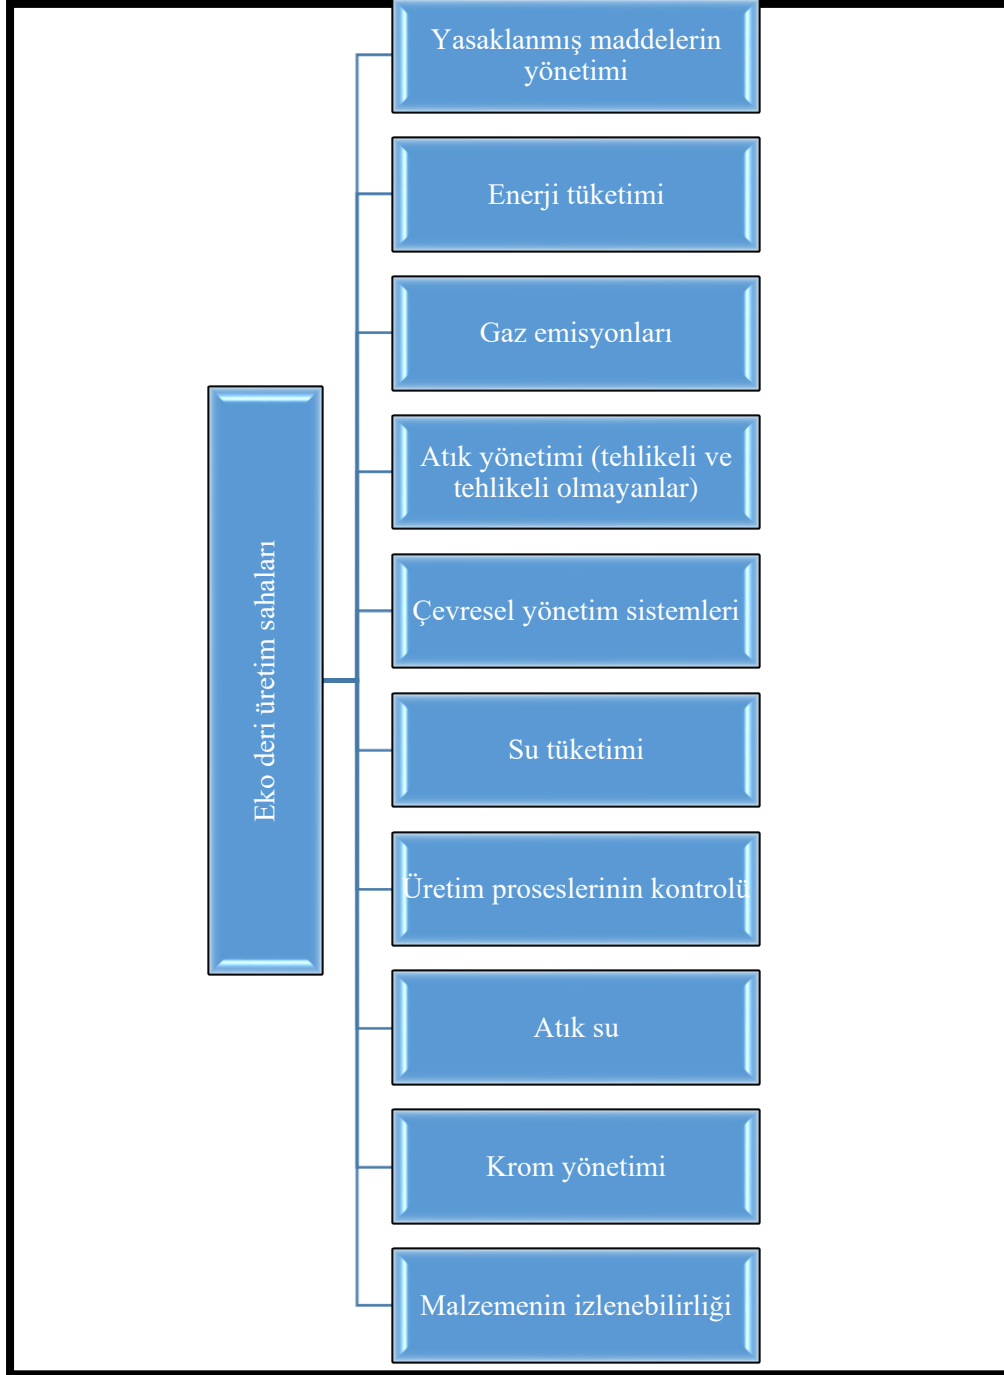 Yasaklanmış maddelerin
yönetimi
Enerji tüketimi
Gaz emisyonları
Atık yönetimi (tehlikeli ve
tehlikeli olmayanlar)
Eko deri üretim sahaları
Çevresel yönetim sistemleri
Su tüketimi
Üretim proseslerinin kontrolü
Atık su
Krom yönetimi
Malzemenin izlenebilirliği